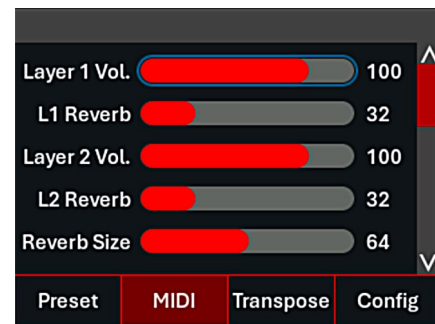 Layer 1 Vol. 100
L1 Reverb 32
Layer 2 Vol. 100
L2 Reverb 32
Reverb Size 64
Preset MIDI Transpose Config